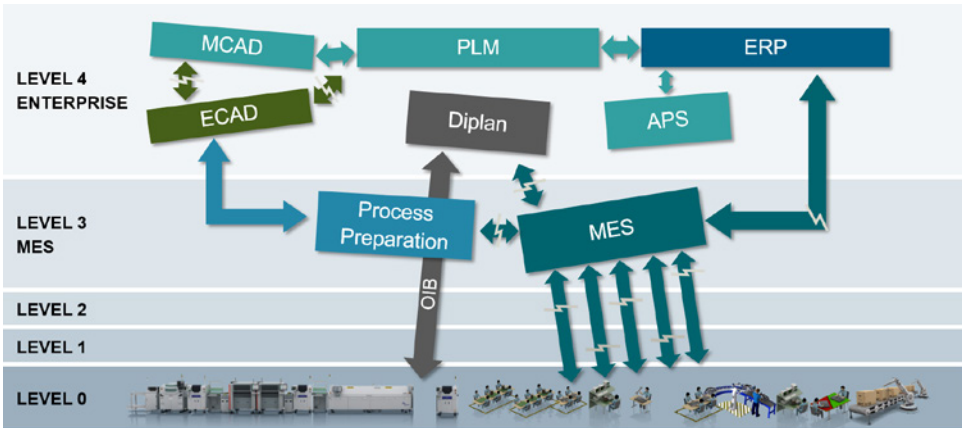 MCAD
PLM
ERP
LEVEL 4
ENTERPRISE
ECAD
Diplan
APS
LEVEL 3
MES
Process
Preparation
MES
OIB
LEVEL 2
LEVEL 1
LEVEL 0